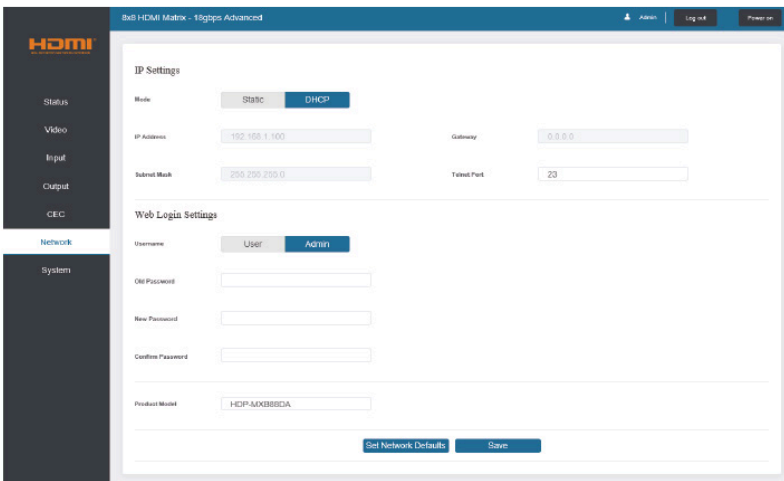 8x8 HDMI Matrix - 18gbps Advanced
Admin
Log out
Power on
HDMI
Status
Video
Input
Output
CEC
Network
System
IP Settings
Mode
Static
DHCP
IP Address
192.168.1.100
Gateway
0.0.0.0
Subnet Mask
255.255.255.0
Telnet Port
23
Web Login Settings
Username
User
Admin
Old Password
New Password
Confirm Password
Product Model
HDP-MXB88DA
Set Network Defaults
Save